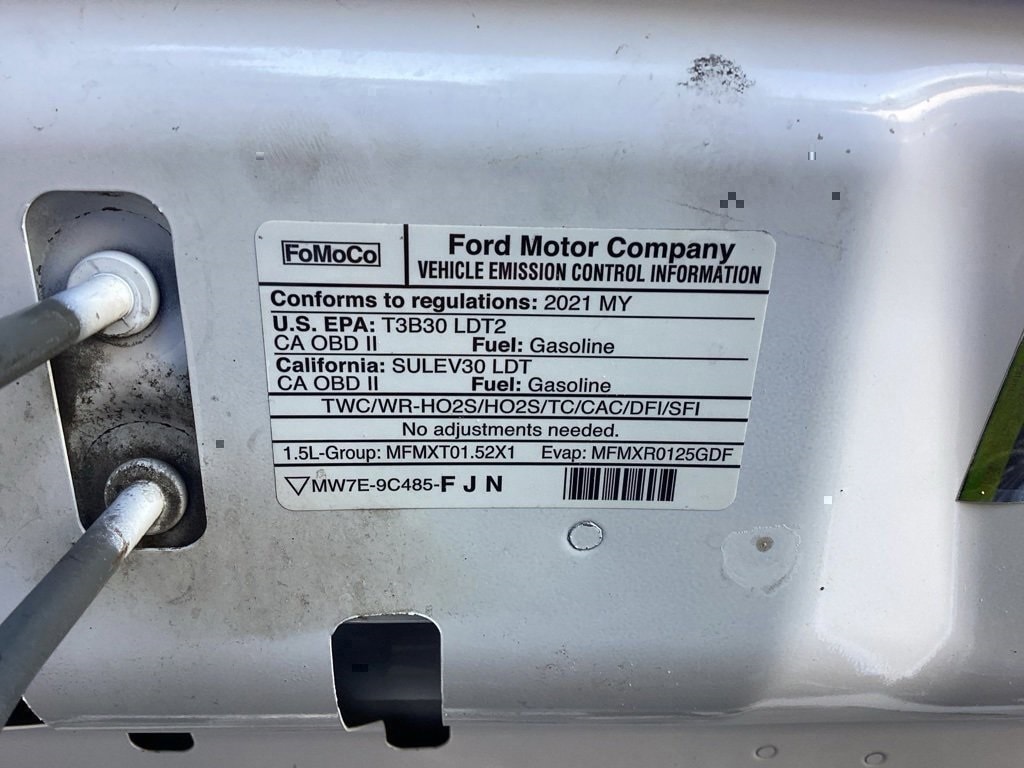 FoMoCo
Ford Motor Company
VEHICLE EMISSION CONTROL INFORMATION
Conforms to regulations: 2021 MY
U.S. EPA: T3B30 LDT2
CA OBD II Fuel: Gasoline
California: SULEV30 LDT
CA OBD II Fuel: Gasoline
TWC/WR-HO2S/HO2S/TC/CAC/DFI/SFI
No adjustments needed.
1.5L-Group: MFMXT01.52X1 Evap: MFMXR0125GDF
MW7E-9C485-F J N